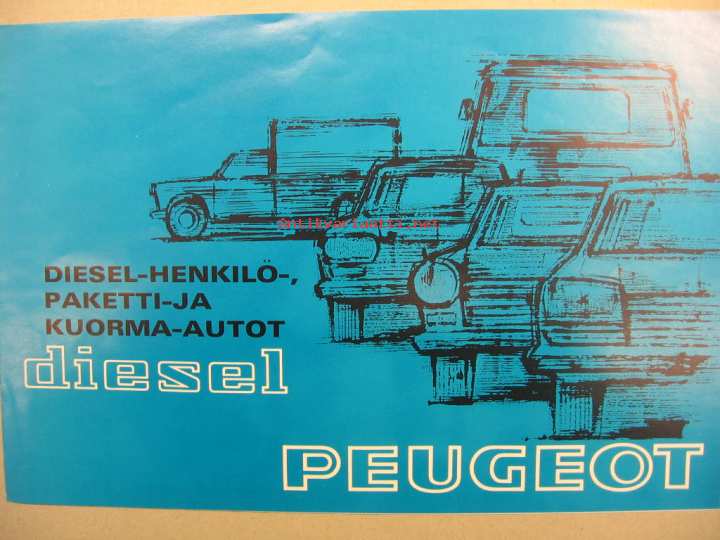 DIESEL-HENKILÖ-,
PAKETTI-JA
KUORMA-AUTOT
diesel
PEUGEOT